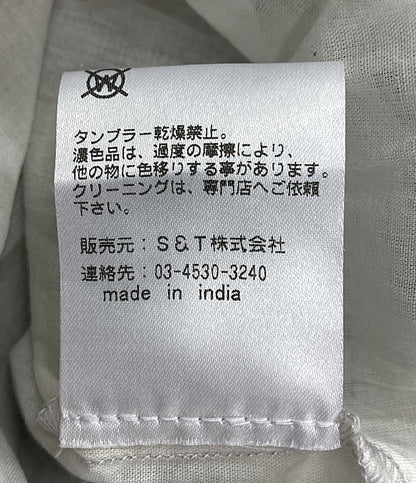 W
タンブラー乾燥禁止。
濃色品は、過度の摩擦により、
他の物に色移りする事があります。
クリーニングは、専門店へご依頼
下さい。
販売元：S&T株式会社
連絡先：03-4530-3240
made in india